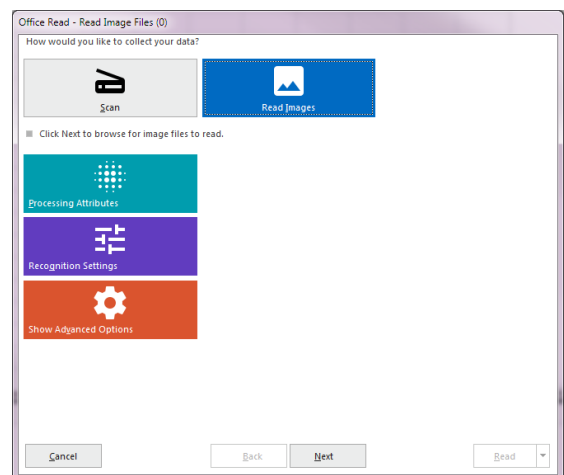 Office Read - Read Image Files (0)
How would you like to collect your data?
Scan
Read Images
Click Next to browse for image files to read.
Processing Attributes
Recognition Settings
Show Advanced Options
Cancel
Back
Next
Read